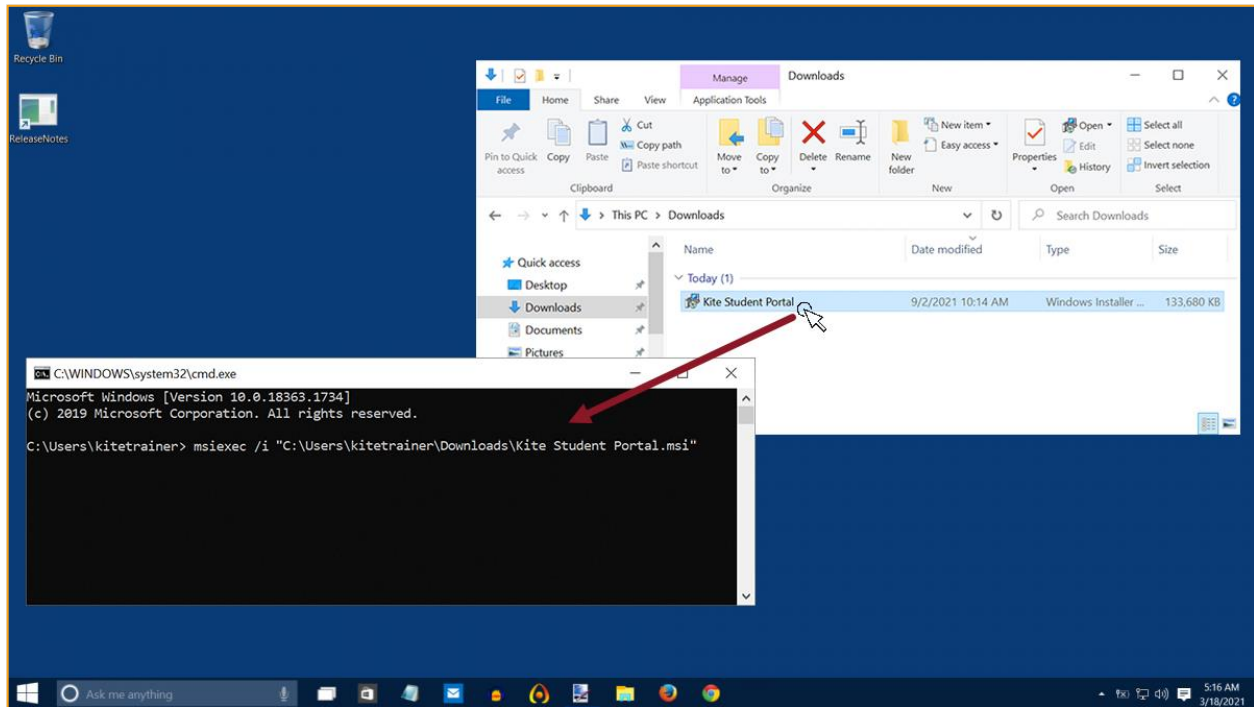 Recycle Bin
ReleaseNotes
Manage
Downloads
File
Home
Share
View
Application Tools
Pin to Quick access
Copy
Paste
Cut
Copy path
Paste shortcut
Clipboard
Move to
Copy to
Delete
Rename
Organize
New folder
New item
Easy access
New
Properties
Open
Edit
History
Open
Select all
Select none
Invert selection
Select
This PC > Downloads
Search Downloads
Name
Date modified
Type
Size
Quick access
Desktop
Downloads
Documents
Pictures
Today (1)
Kite Student Portal
9/2/2021 10:14 AM
Windows Installer ...
133,680 KB
C:\WINDOWS\system32\cmd.exe
Microsoft Windows [Version 10.0.18363.1734]
(c) 2019 Microsoft Corporation. All rights reserved.
C:\Users\kitetrainer> msiexec /i "C:\Users\kitetrainer\Downloads\Kite Student Portal.msi"
Ask me anything
5:16 AM
3/18/2021